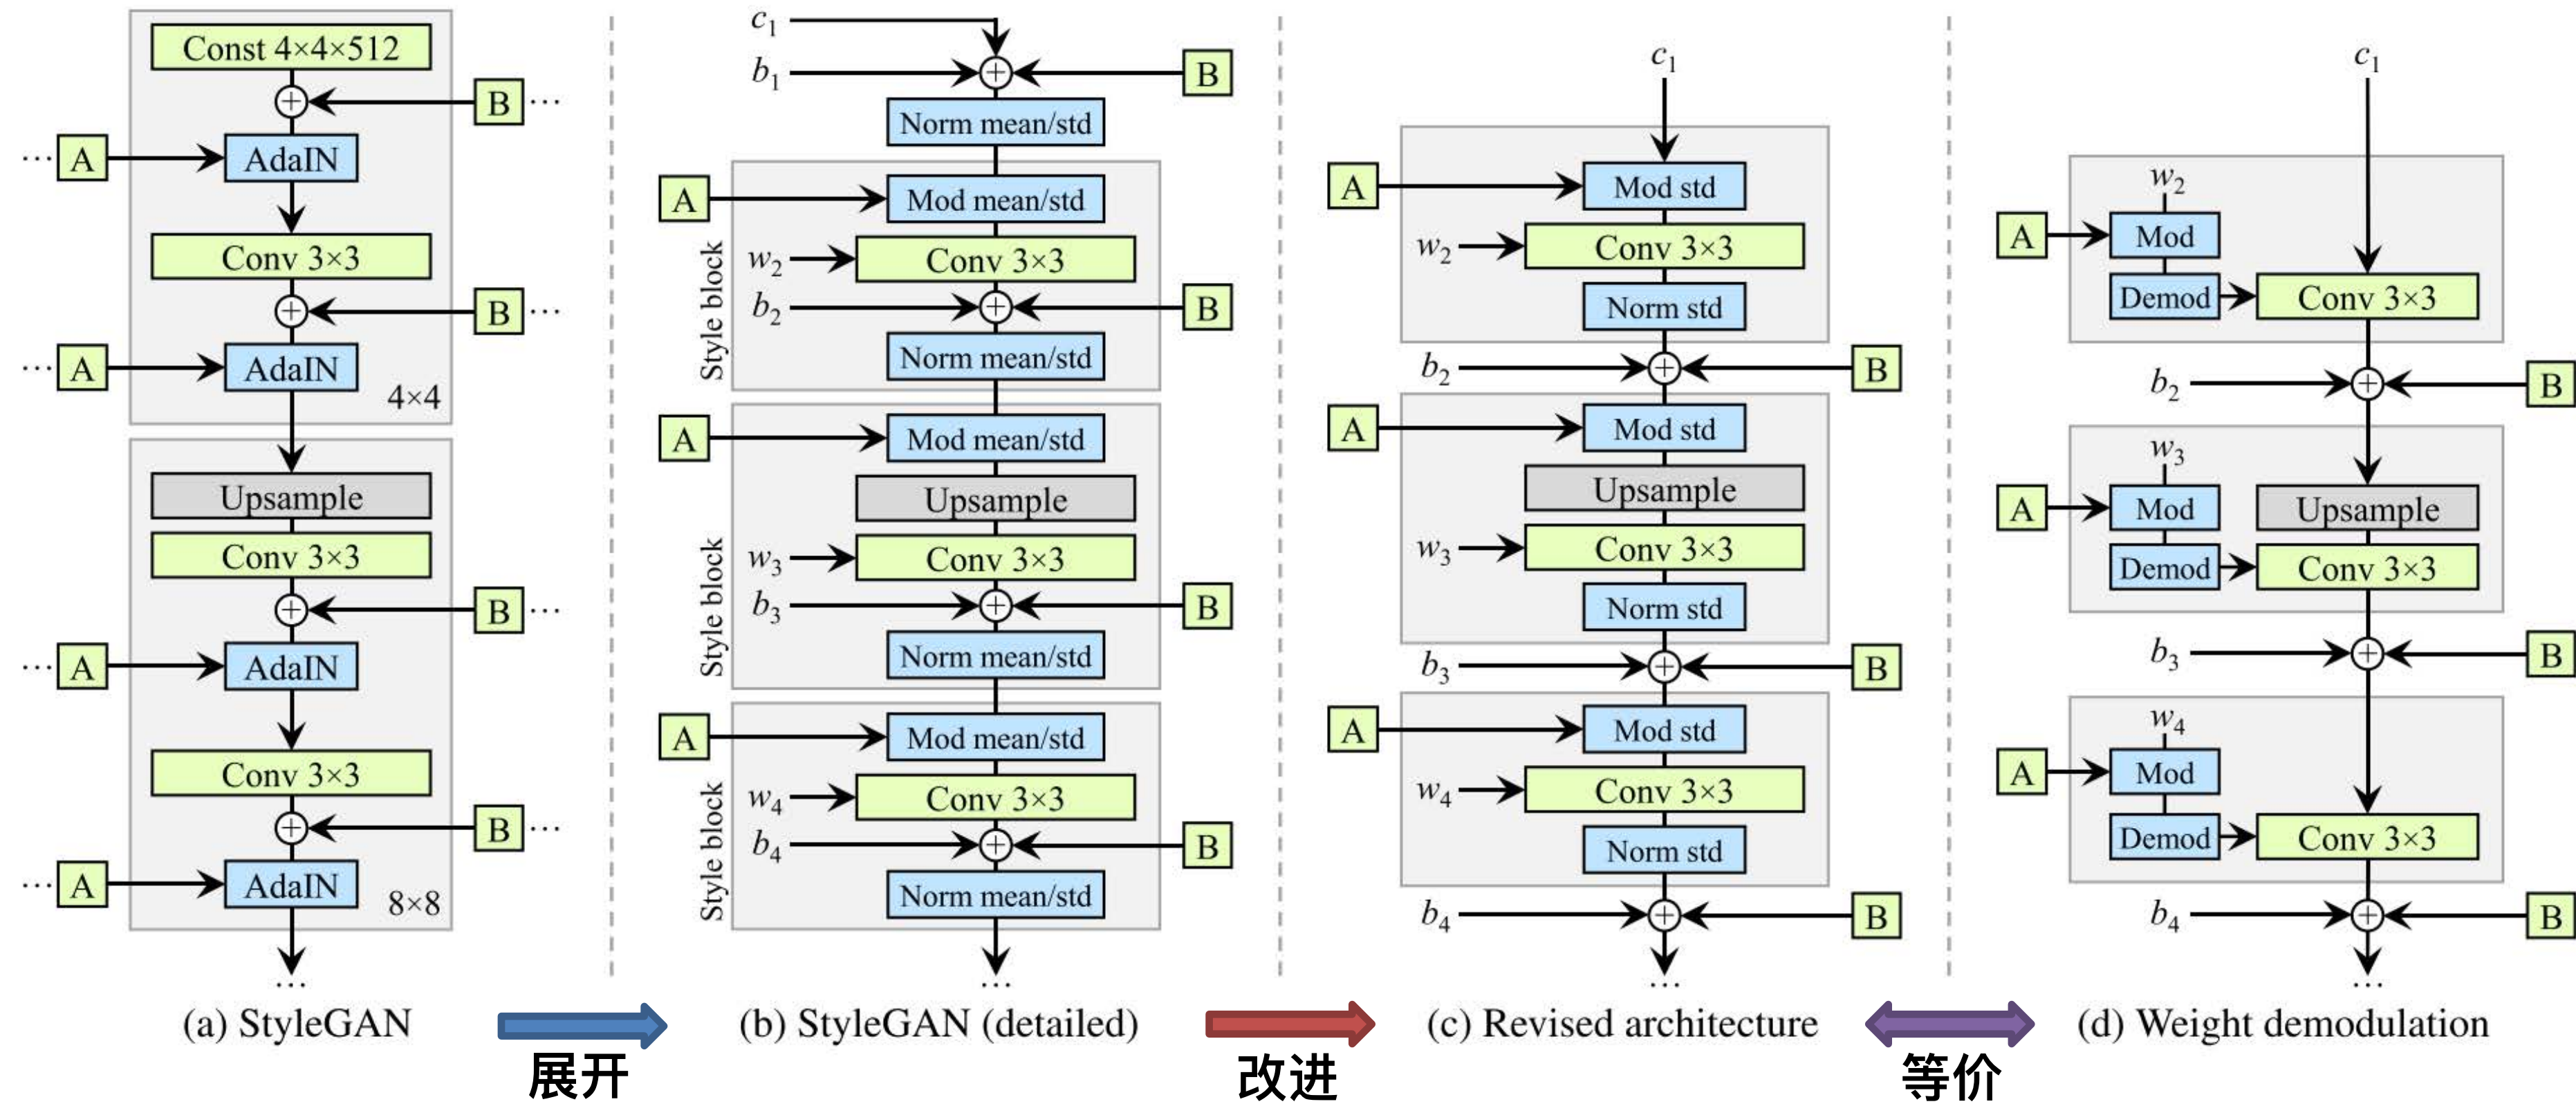 Const 4×4×512
B ···
··· A
AdaIN
Conv 3×3
B ···
··· A
AdaIN
4×4
Upsample
Conv 3×3
B ···
··· A
AdaIN
Conv 3×3
B ···
··· A
AdaIN
8×8
···
(a) StyleGAN
c1
b1
B
Norm mean/std
Style block
A
Mod mean/std
w2
Conv 3×3
b2
B
Norm mean/std
Style block
A
Mod mean/std
Upsample
w3
Conv 3×3
b3
B
Norm mean/std
Style block
A
Mod mean/std
w4
Conv 3×3
b4
B
Norm mean/std
···
(b) StyleGAN (detailed)
c1
A
Mod std
w2
Conv 3×3
Norm std
b2
B
A
Mod std
Upsample
w3
Conv 3×3
Norm std
b3
B
A
Mod std
w4
Conv 3×3
Norm std
b4
B
···
(c) Revised architecture
c1
w2
A
Mod
Demod
Conv 3×3
b2
B
w3
A
Mod
Upsample
Demod
Conv 3×3
b3
B
w4
A
Mod
Demod
Conv 3×3
b4
B
···
(d) Weight demodulation
展开
改进
等价